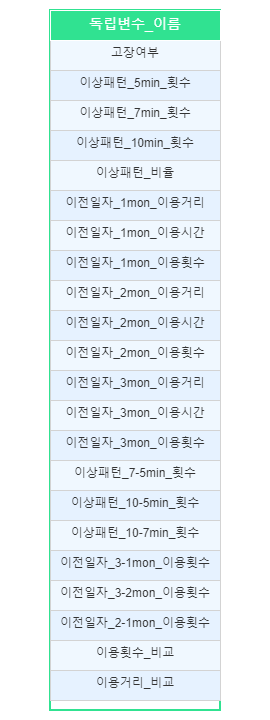 독립변수_이름
고장여부
이상패턴_5min_횟수
이상패턴_7min_횟수
이상패턴_10min_횟수
이상패턴_비율
이전일자_1mon_이용거리
이전일자_1mon_이용시간
이전일자_1mon_이용횟수
이전일자_2mon_이용거리
이전일자_2mon_이용시간
이전일자_2mon_이용횟수
이전일자_3mon_이용거리
이전일자_3mon_이용시간
이전일자_3mon_이용횟수
이상패턴_7-5min_횟수
이상패턴_10-5min_횟수
이상패턴_10-7min_횟수
이전일자_3-1mon_이용횟수
이전일자_3-2mon_이용횟수
이전일자_2-1mon_이용횟수
이용횟수_비교
이용거리_비교